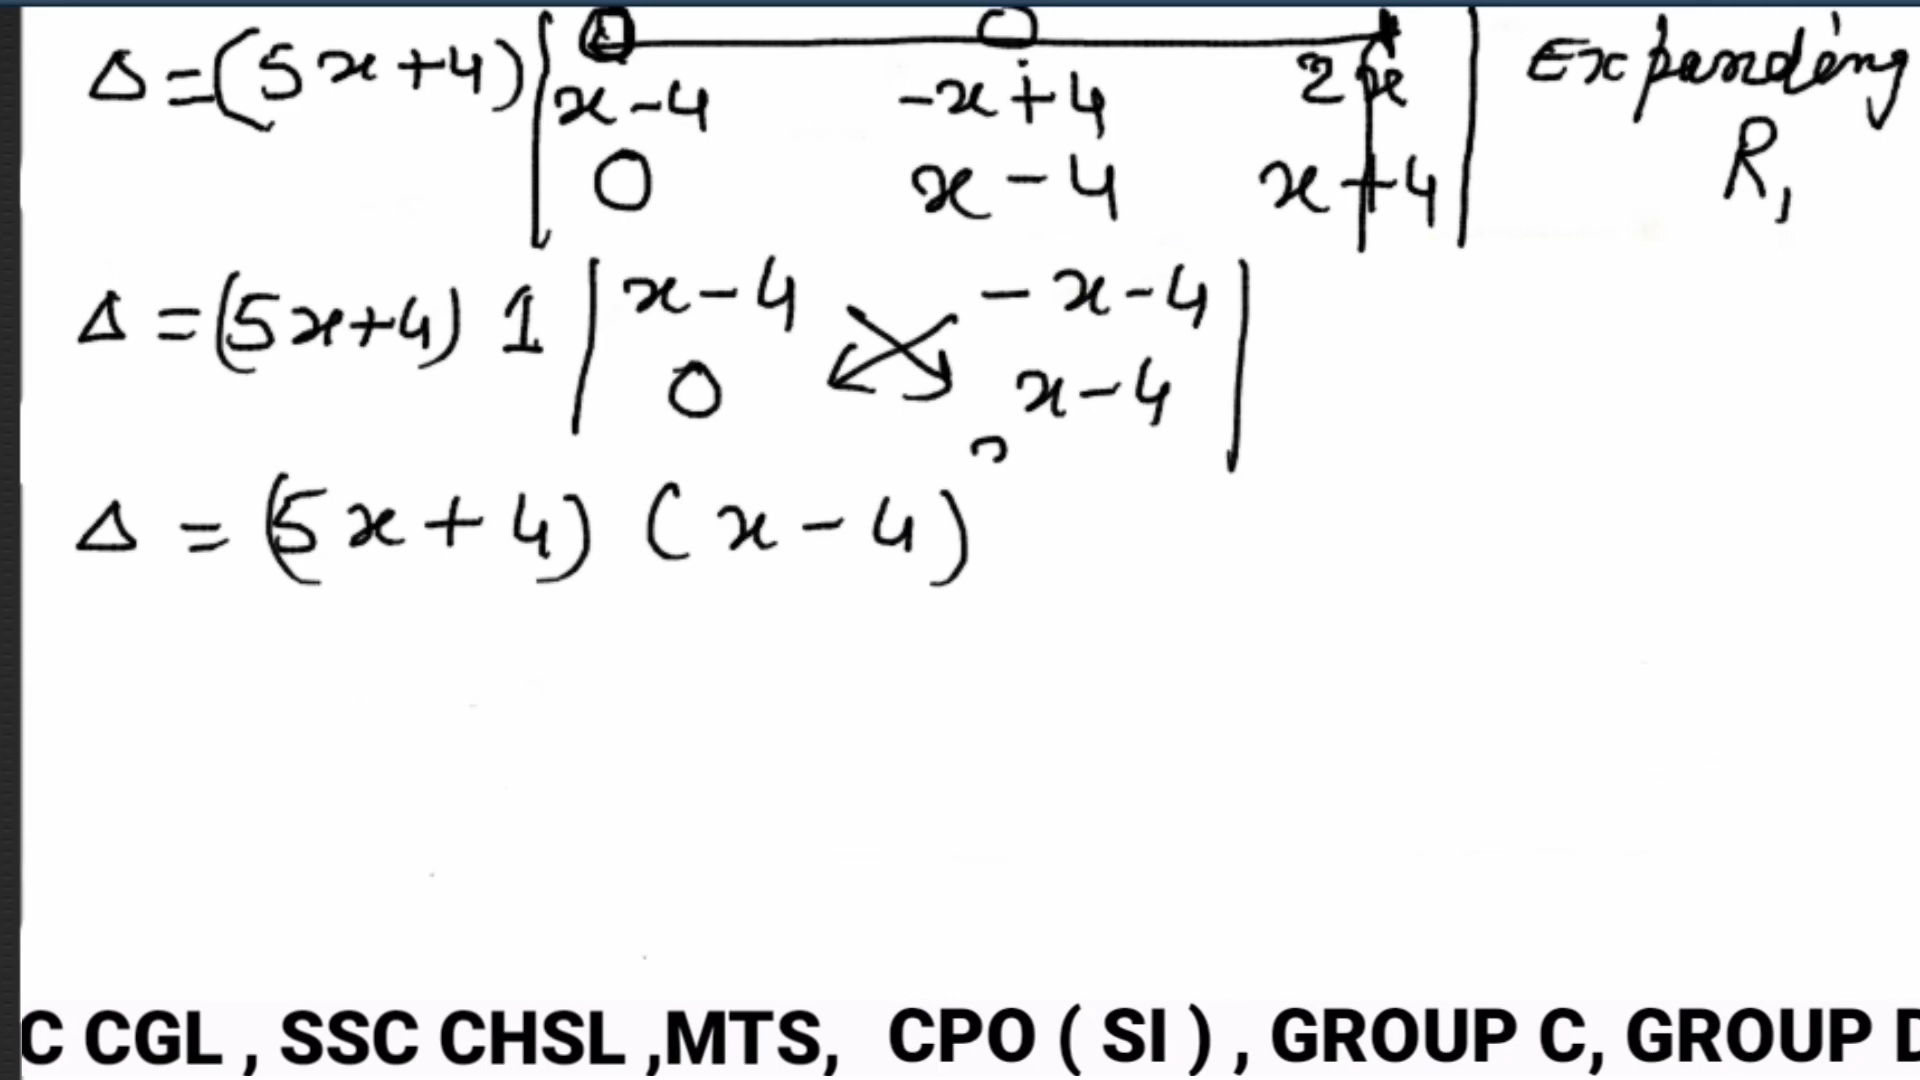 Δ = (5x+4) | 0 0 1 | Expanding
x-4 -x+4 2x
0 x-4 x+4 R₁
Δ = (5x+4) 1 | x-4 -x-4 |
0 x-4
Δ = (5x+4) (x-4)²
C CGL , SSC CHSL ,MTS, CPO ( SI ) , GROUP C, GROUP D